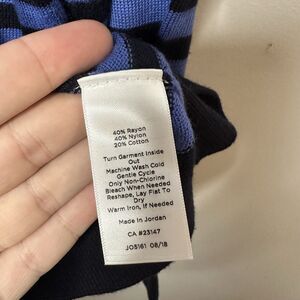 40% Rayon
40% Nylon
20% Cotton
Turn Garment Inside
Out
Machine Wash Cold
Gentle Cycle
Only Non-Chlorine
Bleach When Needed
Reshape, Lay Flat To
Dry
Warm Iron, If Needed
Made in Jordan
CA #23147
JO5161 08/18